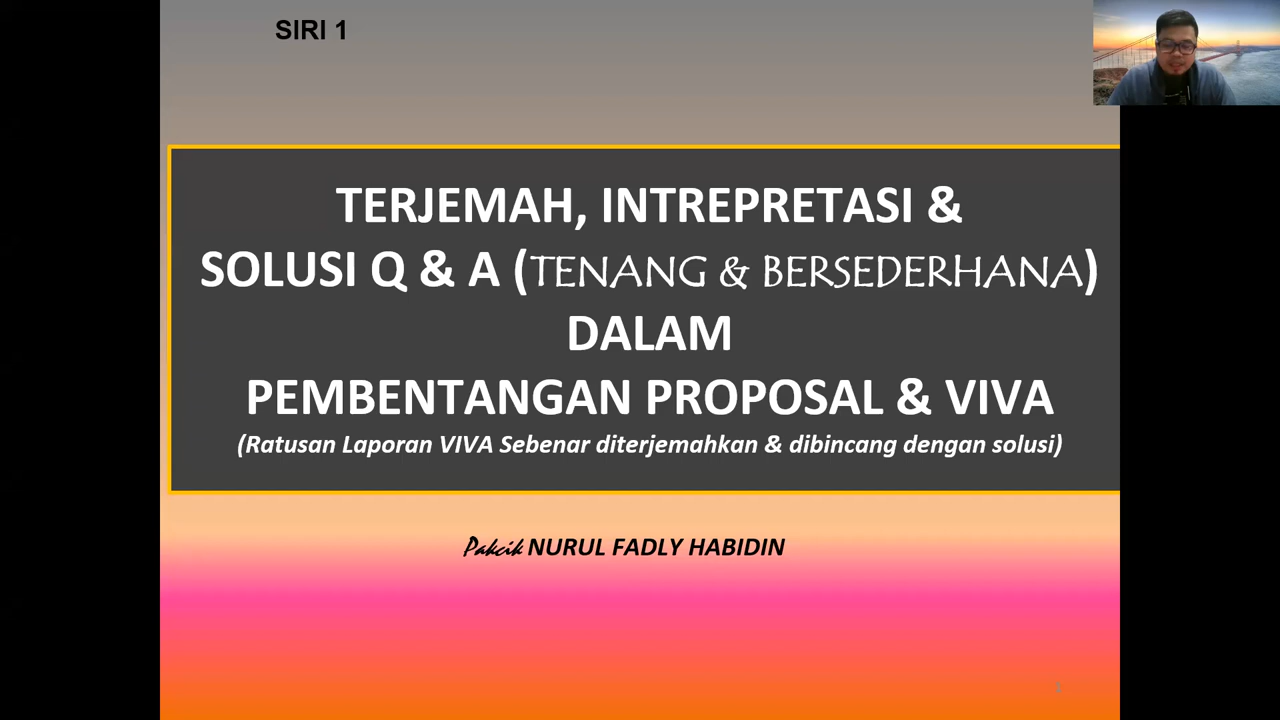 SIRI 1
TERJEMAH, INTREPRETASI &
SOLUSI Q & A (TENANG & BERSEDERHANA)
DALAM
PEMBENTANGAN PROPOSAL & VIVA
(Ratusan Laporan VIVA Sebenar diterjemahkan & dibincang dengan solusi)
Pakcik NURUL FADLY HABIDIN